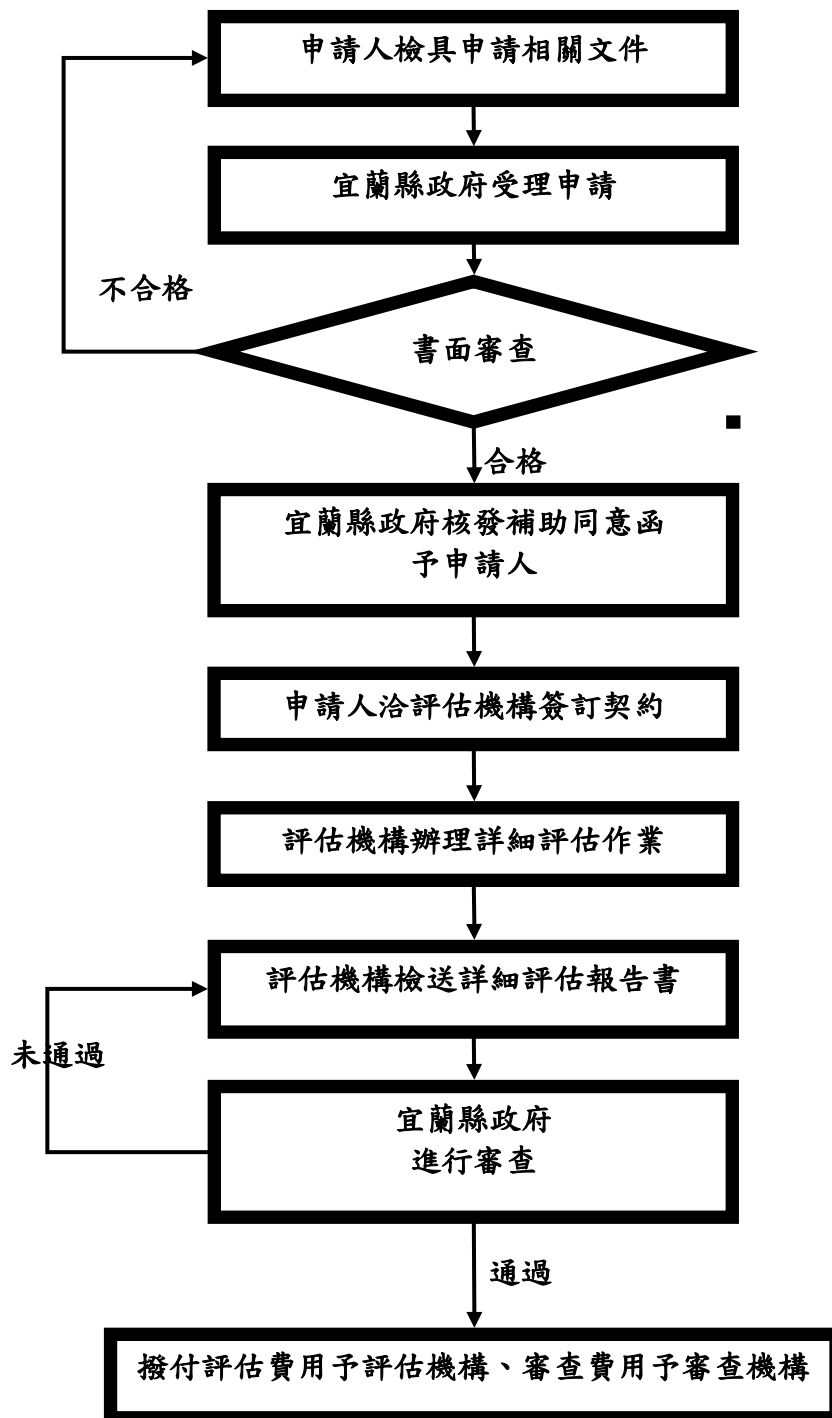 申請人檢具申請相關文件
宜蘭縣政府受理申請
不合格
書面審查
合格
宜蘭縣政府核發補助同意函
予申請人
申請人洽評估機構簽訂契約
評估機構辦理詳細評估作業
評估機構檢送詳細評估報告書
未通過
宜蘭縣政府
進行審查
通過
撥付評估費用予評估機構、審查費用予審查機構